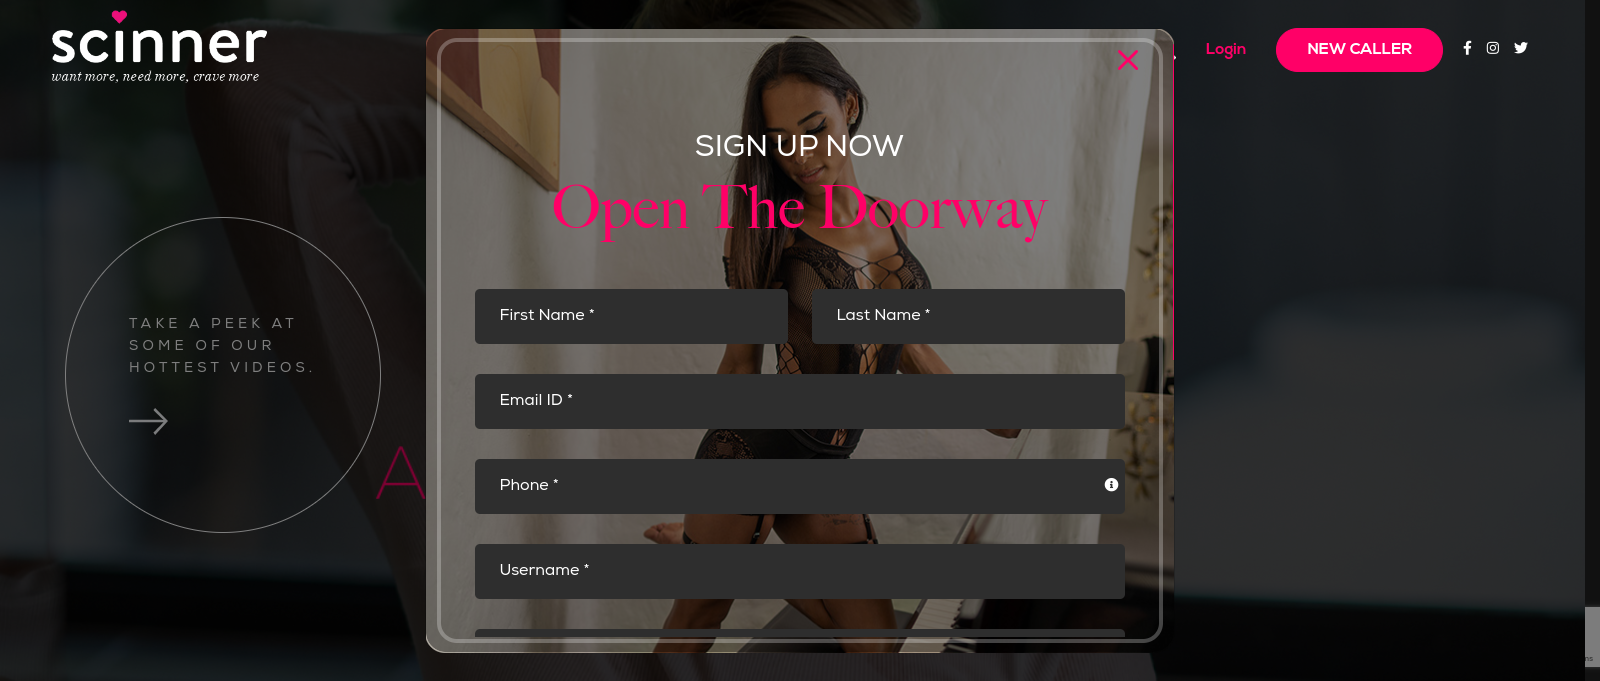 scinner
want more, need more, crave more
Login
NEW CALLER
SIGN UP NOW
Open The Doorway
TAKE A PEEK AT
SOME OF OUR
HOTTEST VIDEOS.
A
First Name *
Last Name *
Email ID *
Phone *
Username *